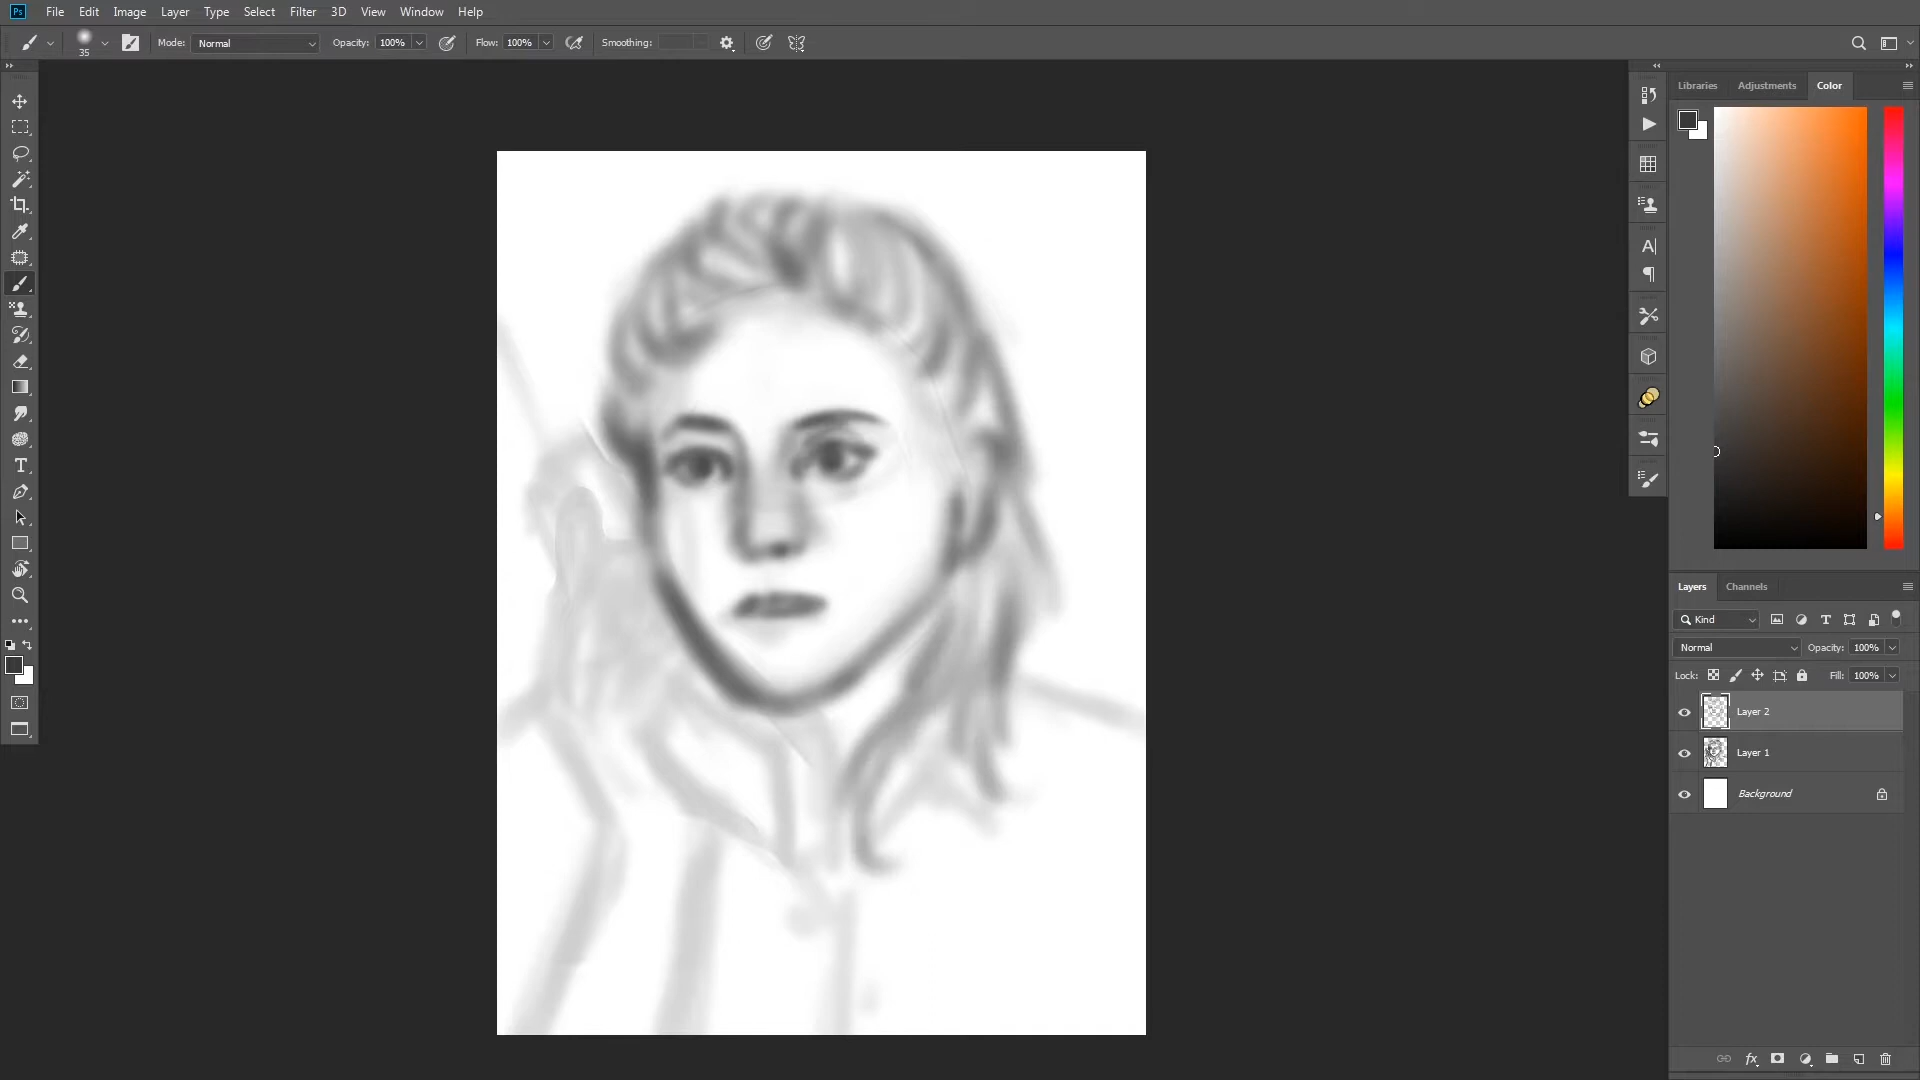 Ps File Edit Image Layer Type Select Filter 3D View Window Help
35 Mode: Normal Opacity: 100% Flow: 100% Smoothing:
Libraries Adjustments Color
Layers Channels
Kind
Normal Opacity: 100%
Lock: Fill: 100%
Layer 2
Layer 1
Background